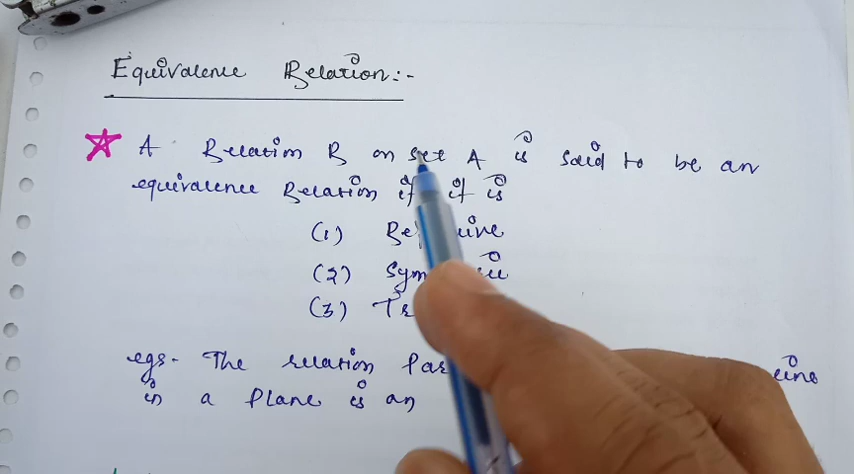 Equivalence Relation:-
A Relation R on set A is said to be an
equivalence Relation if it is
(1)
(2)
(3)
egs- The relation
in a Plane is an